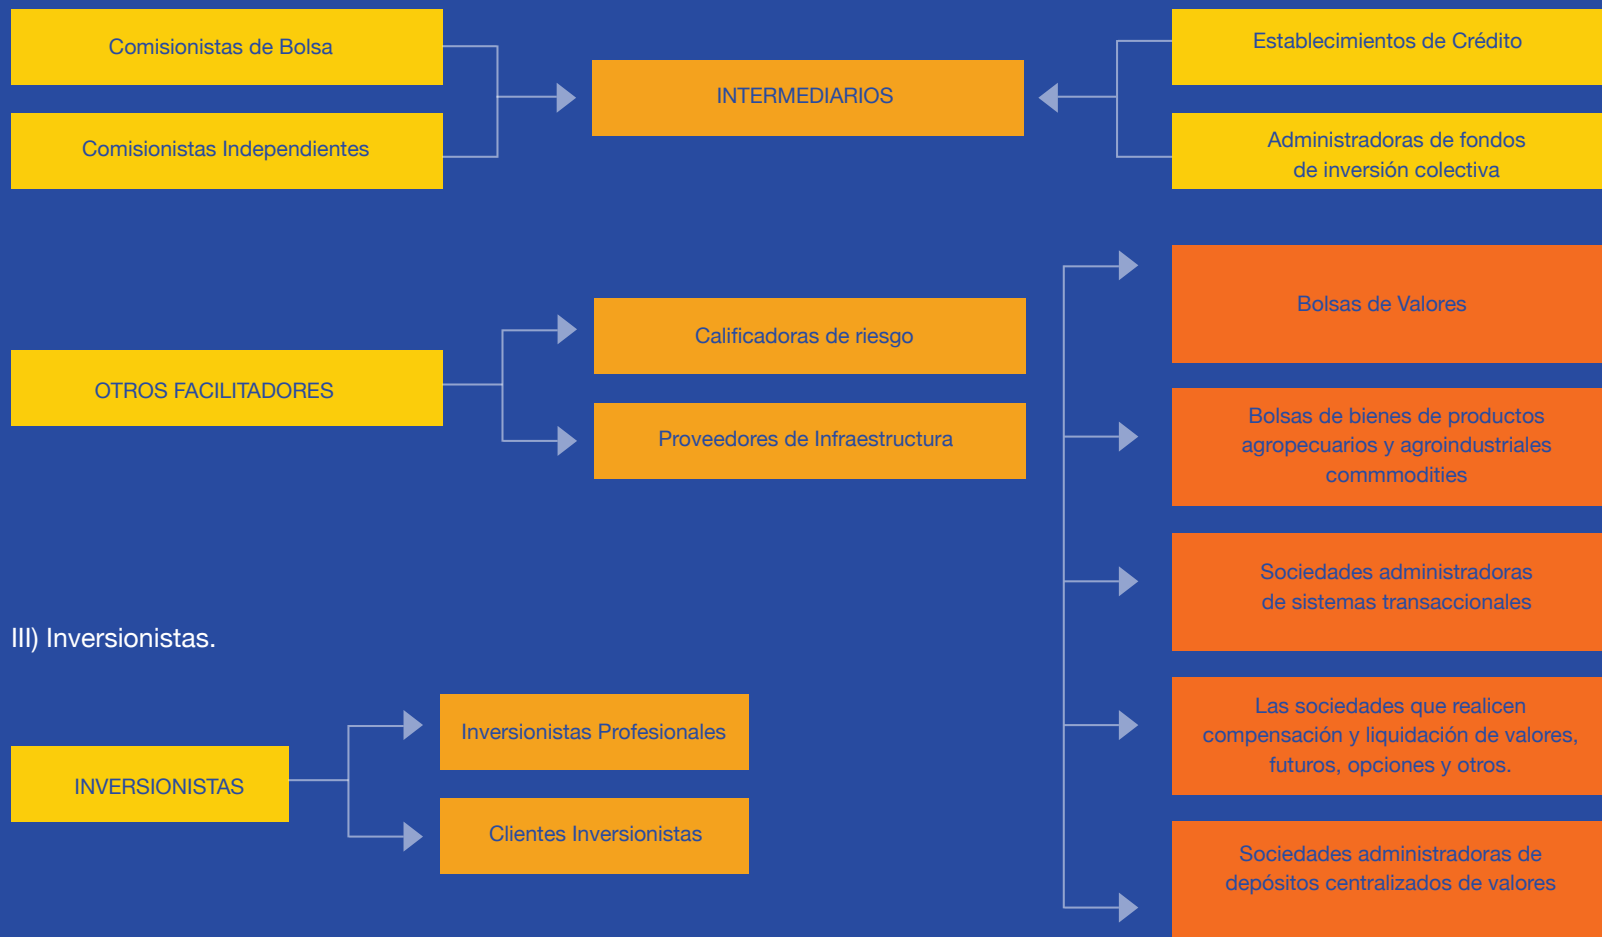 Comisionistas de Bolsa
Comisionistas Independientes
INTERMEDIARIOS
Establecimientos de Crédito
Administradoras de fondos
de inversión colectiva
OTROS FACILITADORES
Calificadoras de riesgo
Proveedores de Infraestructura
Bolsas de Valores
Bolsas de bienes de productos
agropecuarios y agroindustriales
commmodities
Sociedades administradoras
de sistemas transaccionales
Las sociedades que realicen
compensación y liquidación de valores,
futuros, opciones y otros.
Sociedades administradoras de
depósitos centralizados de valores
III) Inversionistas.
INVERSIONISTAS
Inversionistas Profesionales
Clientes Inversionistas